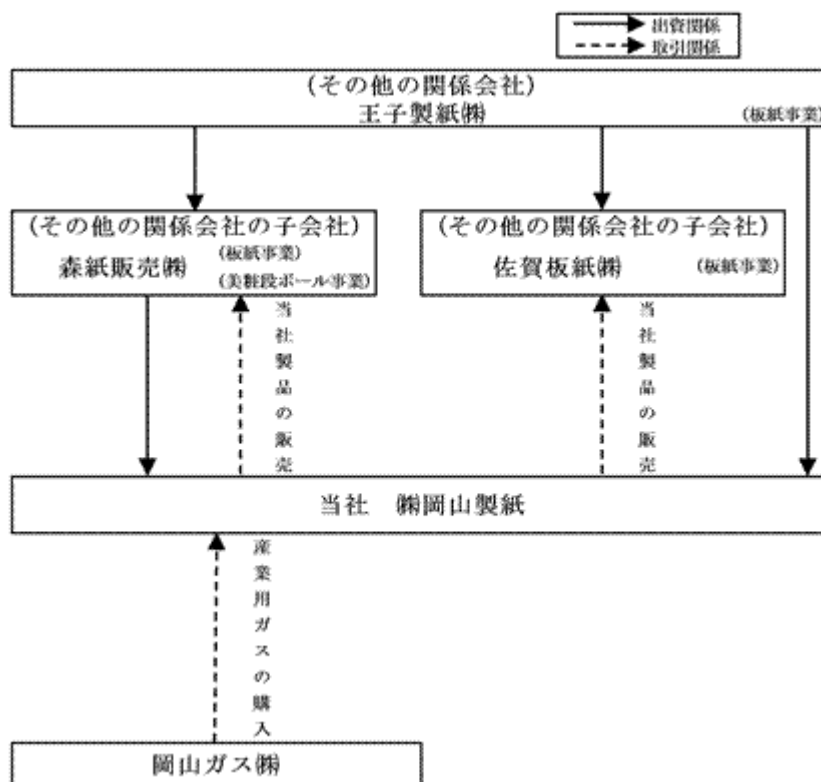 出資関係
取引関係
(その他の関係会社)
王子製紙㈱
(板紙事業)
(その他の関係会社の子会社)
森紙販売㈱
(板紙事業)
(美粧段ボール事業)
(その他の関係会社の子会社)
佐賀板紙㈱
(板紙事業)
当社製品の販売
当社製品の販売
当社 ㈱岡山製紙
産業用ガスの購入
岡山ガス㈱